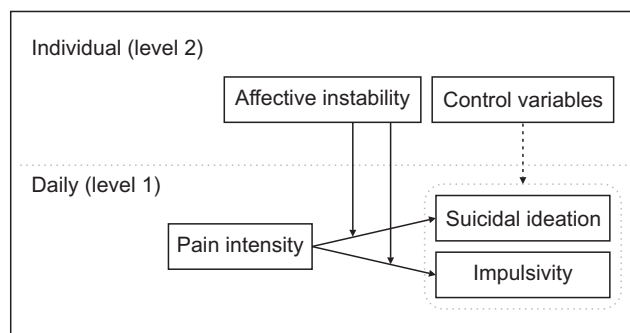 Individual (level 2)
Affective instability
Control variables
Daily (level 1)
Suicidal ideation
Pain intensity
Impulsivity